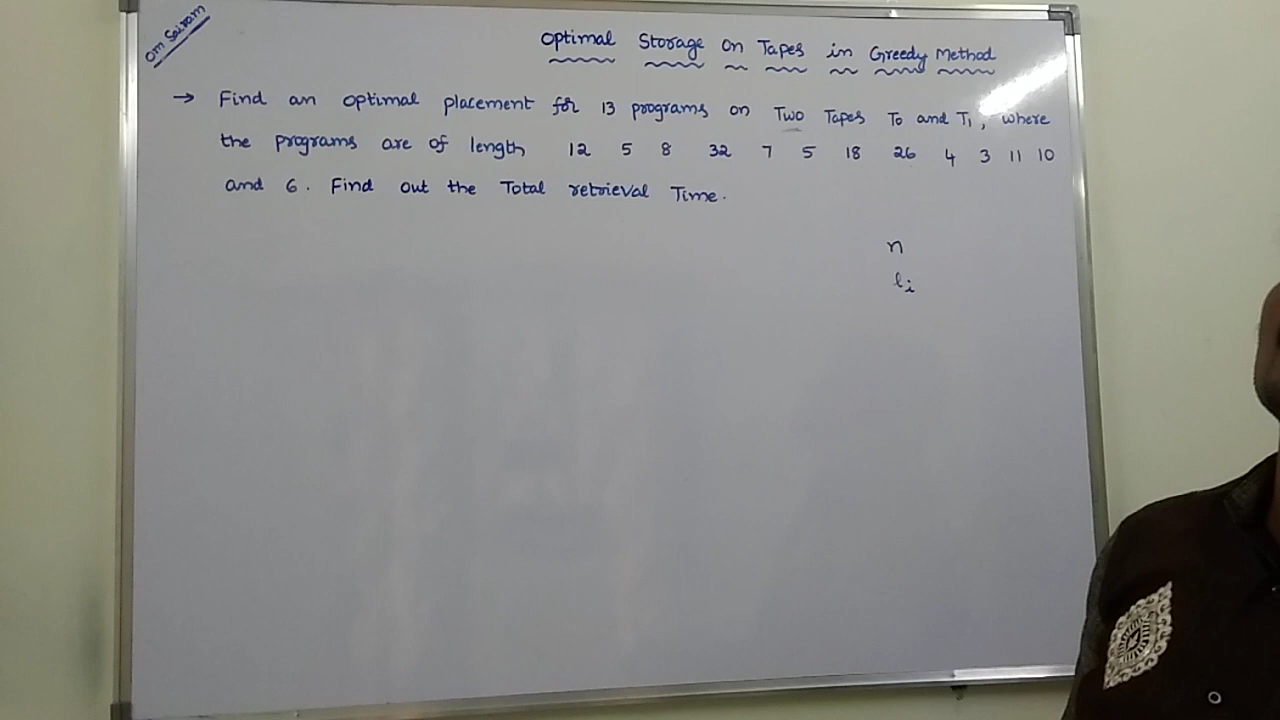 Om Sairam
Optimal Storage On Tapes in Greedy Method
→ Find an optimal placement for 13 programs on Two Tapes T0 and T1, where
the programs are of length 12 5 8 32 7 5 18 26 4 3 11 10
and 6. Find out the Total retrieval Time.
n
li